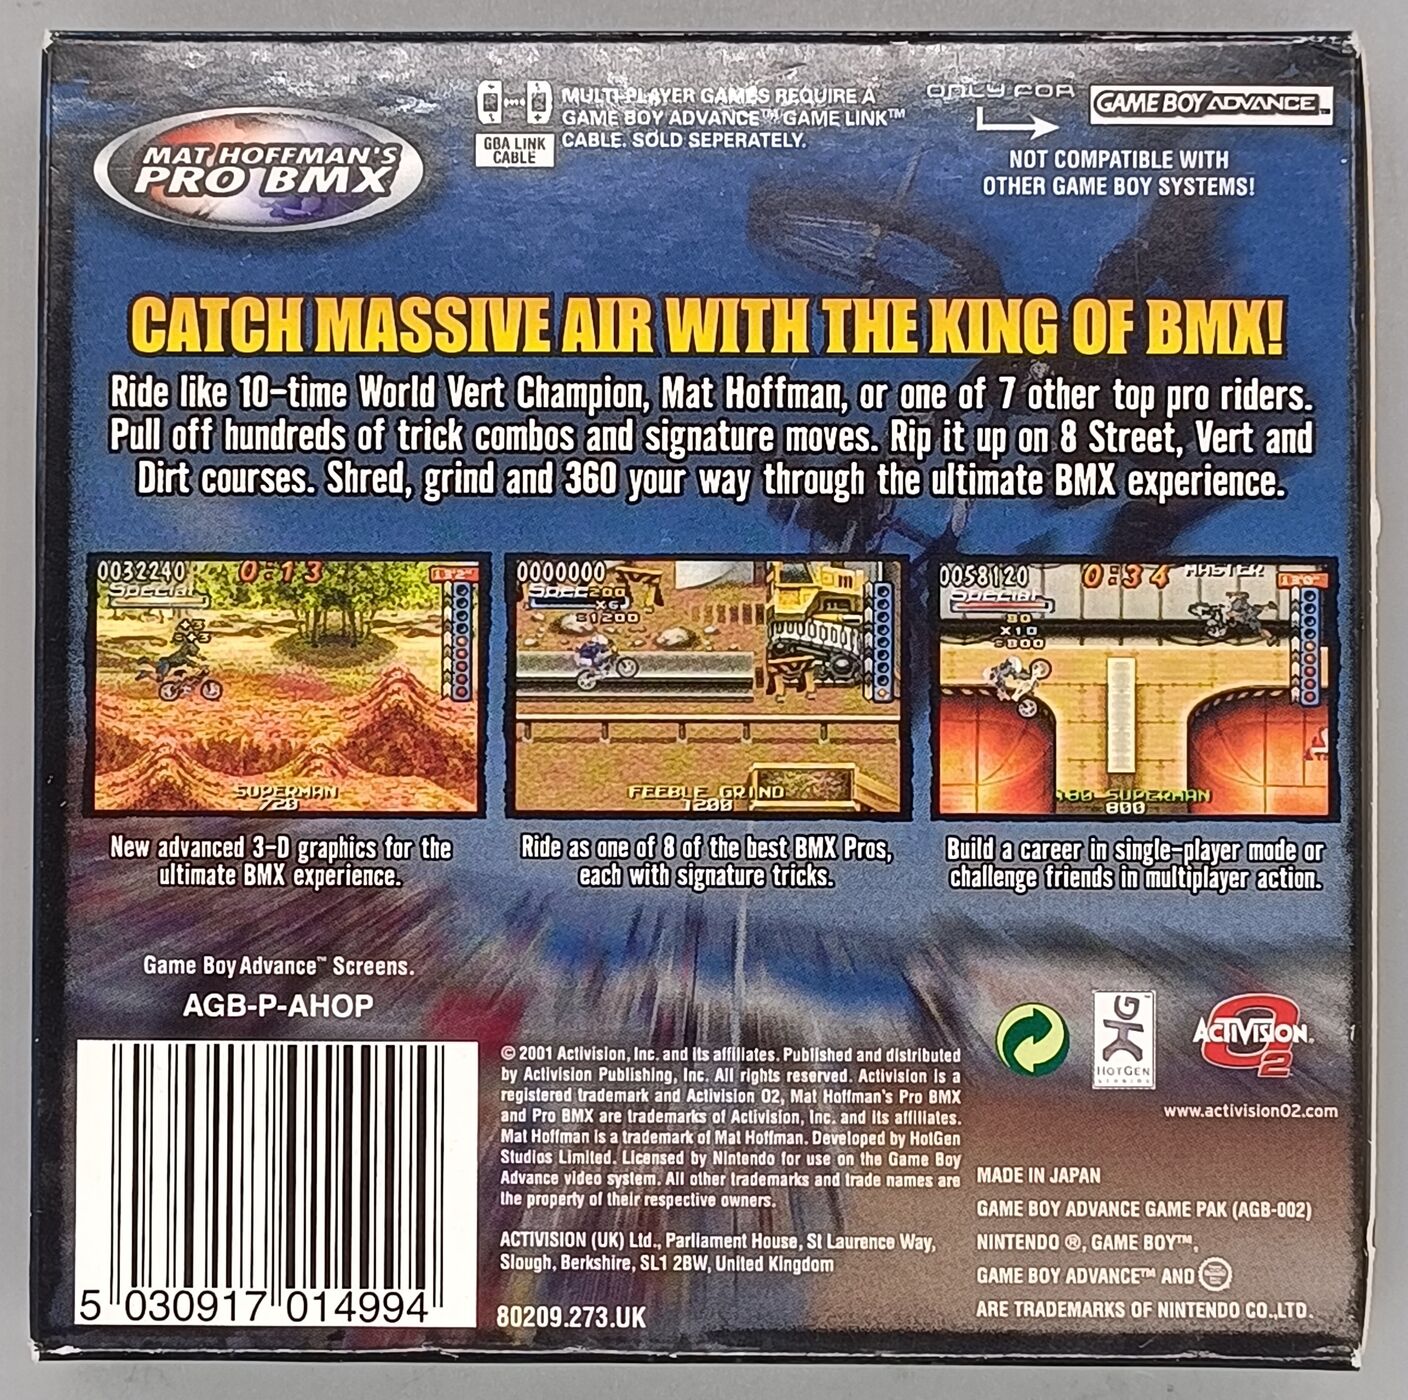 MAT HOFFMAN'S
PRO BMX
MULTI-PLAYER GAMES REQUIRE A
GAME BOY ADVANCE™ GAME LINK™
CABLE. SOLD SEPERATELY.
GBA LINK
CABLE
ONLY FOR
GAME BOY ADVANCE™
NOT COMPATIBLE WITH
OTHER GAME BOY SYSTEMS!
CATCH MASSIVE AIR WITH THE KING OF BMX!
Ride like 10-time World Vert Champion, Mat Hoffman, or one of 7 other top pro riders.
Pull off hundreds of trick combos and signature moves. Rip it up on 8 Street, Vert and
Dirt courses. Shred, grind and 360 your way through the ultimate BMX experience.
0032240 0:13
SPECIAL
SUPERMAN
720
0000000
SPEC200
X6
=1200
FEEBLE GRIND
1200
0058120 0:34 MASTER
SPECIAL
80
X10
=800
180 SUPERMAN
800
New advanced 3-D graphics for the
ultimate BMX experience.
Ride as one of 8 of the best BMX Pros,
each with signature tricks.
Build a career in single-player mode or
challenge friends in multiplayer action.
Game Boy Advance™ Screens.
AGB-P-AHOP
5 030917 014994
© 2001 Activision, Inc. and its affiliates. Published and distributed
by Activision Publishing, Inc. All rights reserved. Activision is a
registered trademark and Activision O2, Mat Hoffman's Pro BMX
and Pro BMX are trademarks of Activision, Inc. and its affiliates.
Mat Hoffman is a trademark of Mat Hoffman. Developed by HotGen
Studios Limited. Licensed by Nintendo for use on the Game Boy
Advance video system. All other trademarks and trade names are
the property of their respective owners.
ACTIVISION (UK) Ltd., Parliament House, St Laurence Way,
Slough, Berkshire, SL1 2BW, United Kingdom
80209.273.UK
HOTGEN
STUDIOS
ACTIVISION.
O2
www.activisionO2.com
MADE IN JAPAN
GAME BOY ADVANCE GAME PAK (AGB-002)
NINTENDO ®, GAME BOY™,
GAME BOY ADVANCE™ AND
ARE TRADEMARKS OF NINTENDO CO.,LTD.